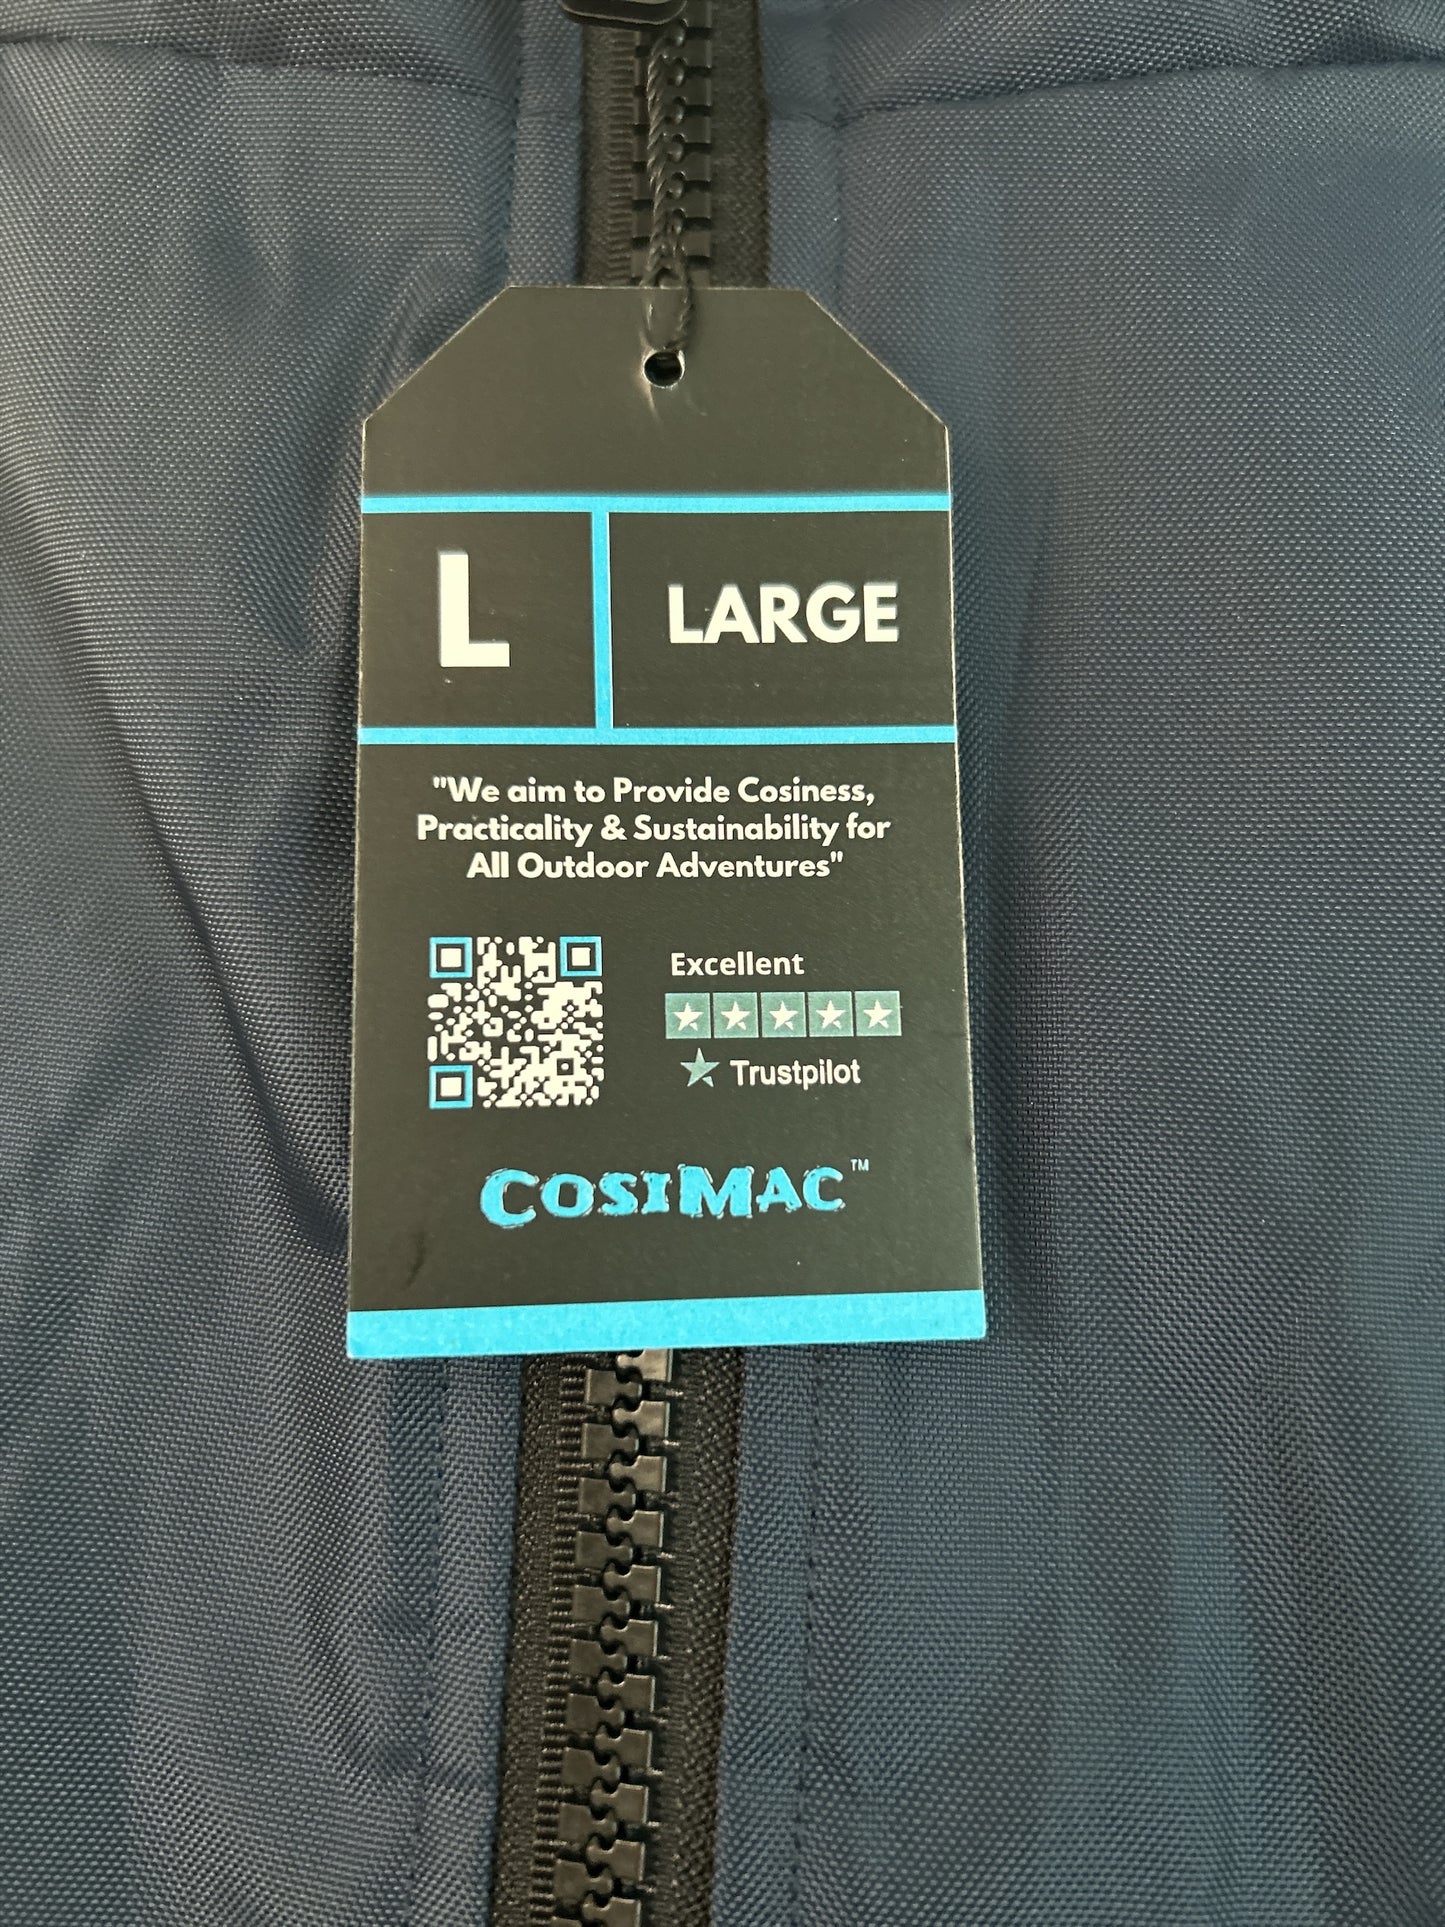 L
LARGE
"We aim to Provide Cosiness,
Practicality & Sustainability for
All Outdoor Adventures"
Excellent
Trustpilot
COSIMAC™